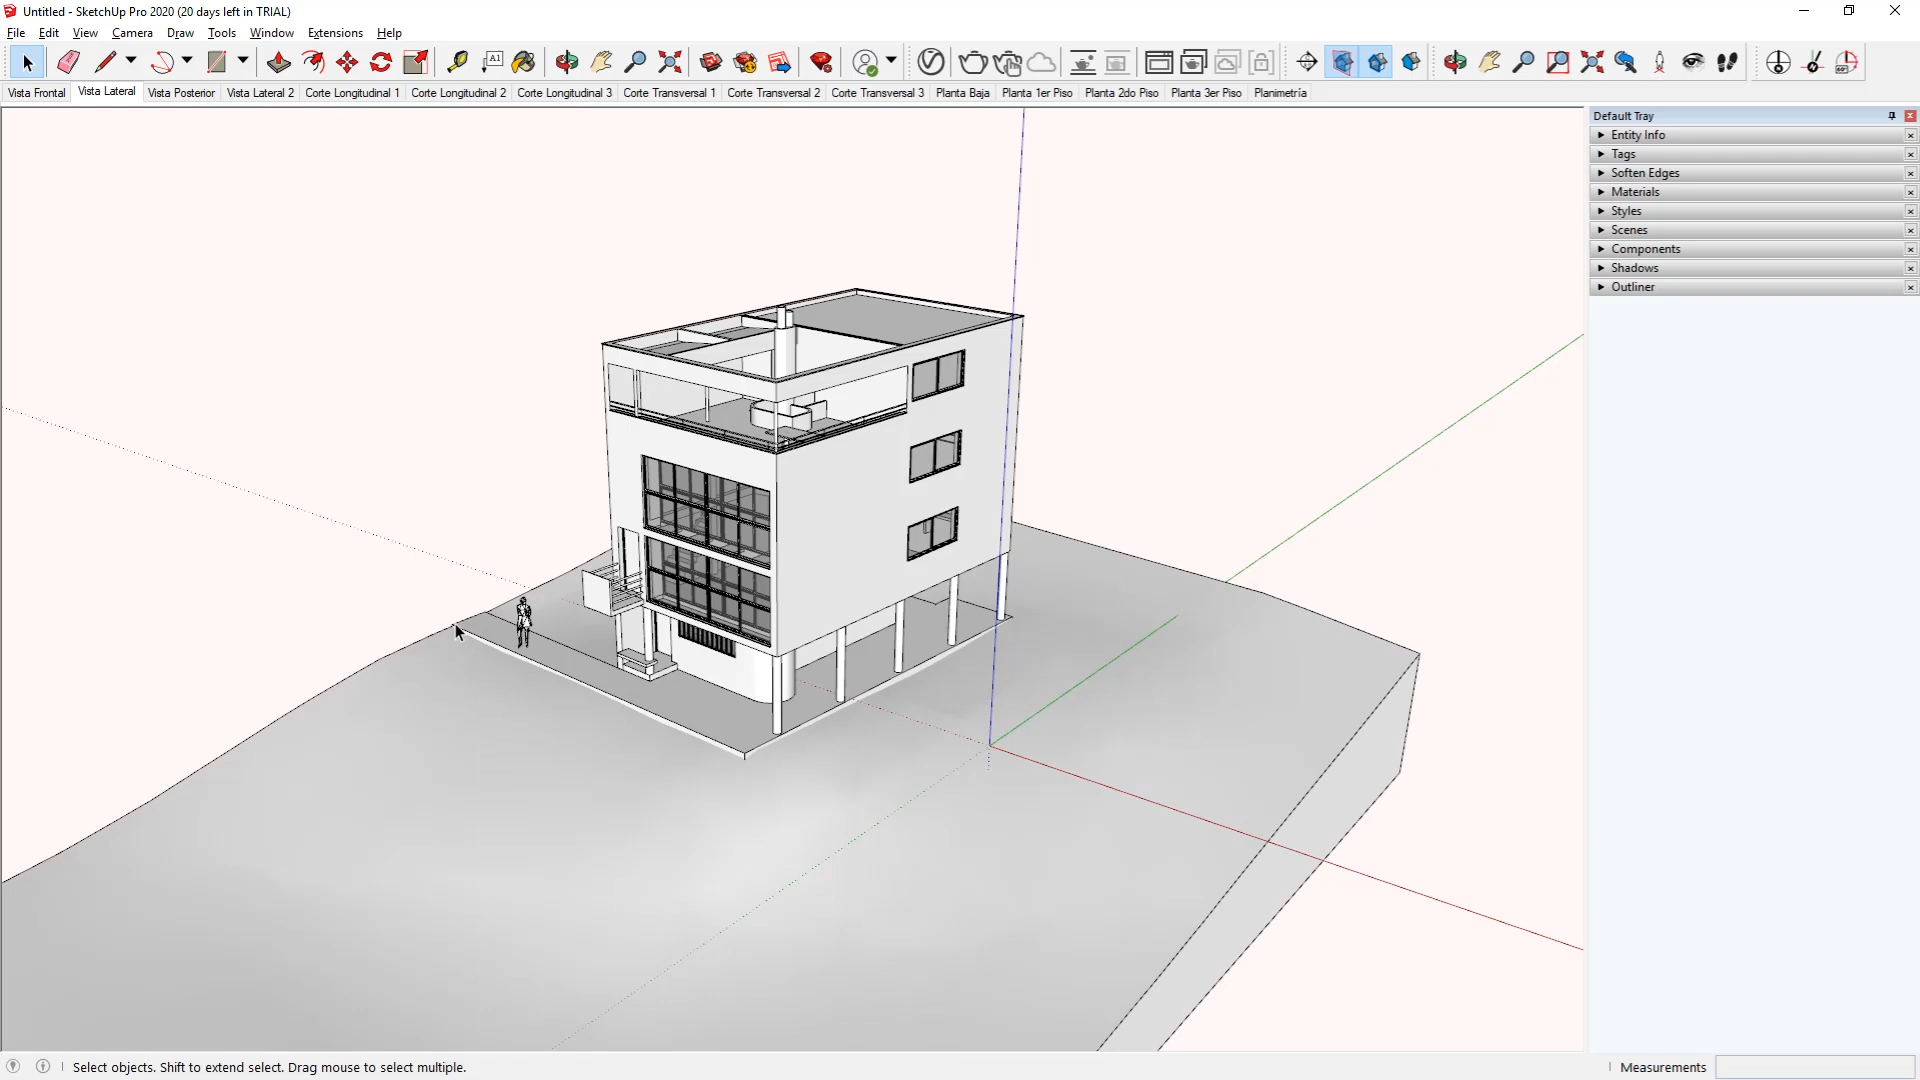 Untitled - SketchUp Pro 2020 (20 days left in TRIAL)
File Edit View Camera Draw Tools Window Extensions Help
A1
Vista Frontal Vista Lateral Vista Posterior Vista Lateral 2 Corte Longitudinal 1 Corte Longitudinal 2 Corte Longitudinal 3 Corte Transversal 1 Corte Transversal 2 Corte Transversal 3 Planta Baja Planta 1er Piso Planta 2do Piso Planta 3er Piso Planimetría
Default Tray
Entity Info
Tags
Soften Edges
Materials
Styles
Scenes
Components
Shadows
Outliner
Select objects. Shift to extend select. Drag mouse to select multiple.
Measurements